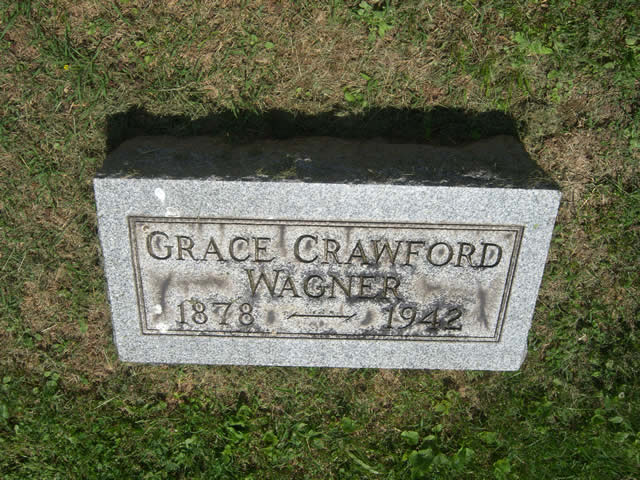 GRACE CRAWFORD
WAGNER
1878 — 1942